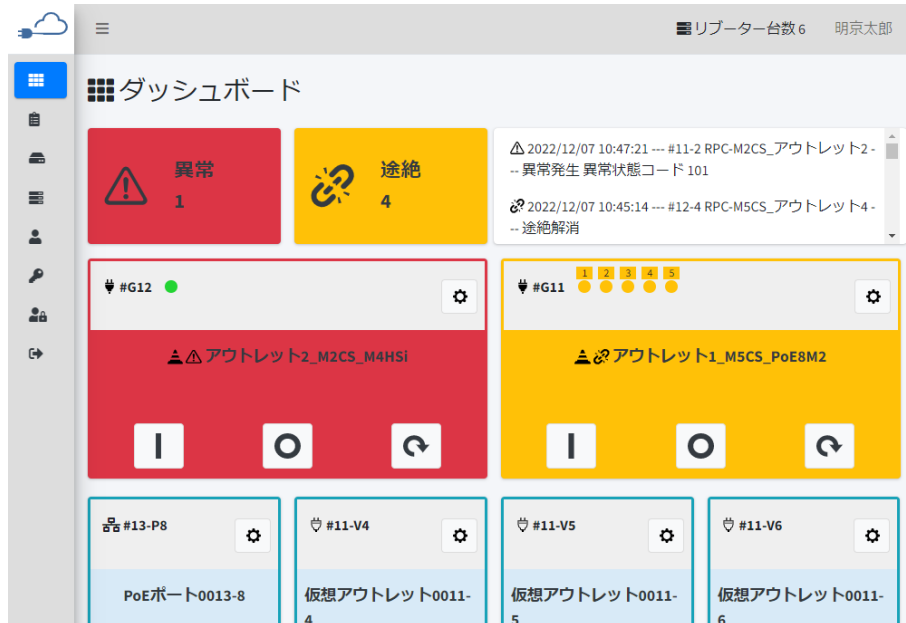 リブーター台数 6 明京太郎
ダッシュボード
異常
1
途絶
4
2022/12/07 10:47:21 --- #11-2 RPC-M2CS_アウトレット2 -
-- 異常発生 異常状態コード 101
2022/12/07 10:45:14 --- #12-4 RPC-M5CS_アウトレット4 -
-- 途絶解消
#G12
アウトレット2_M2CS_M4HSi
#G11
1 2 3 4 5
アウトレット1_M5CS_PoE8M2
#13-P8
PoEポート0013-8
#11-V4
仮想アウトレット0011-
4
#11-V5
仮想アウトレット0011-
5
#11-V6
仮想アウトレット0011-
6